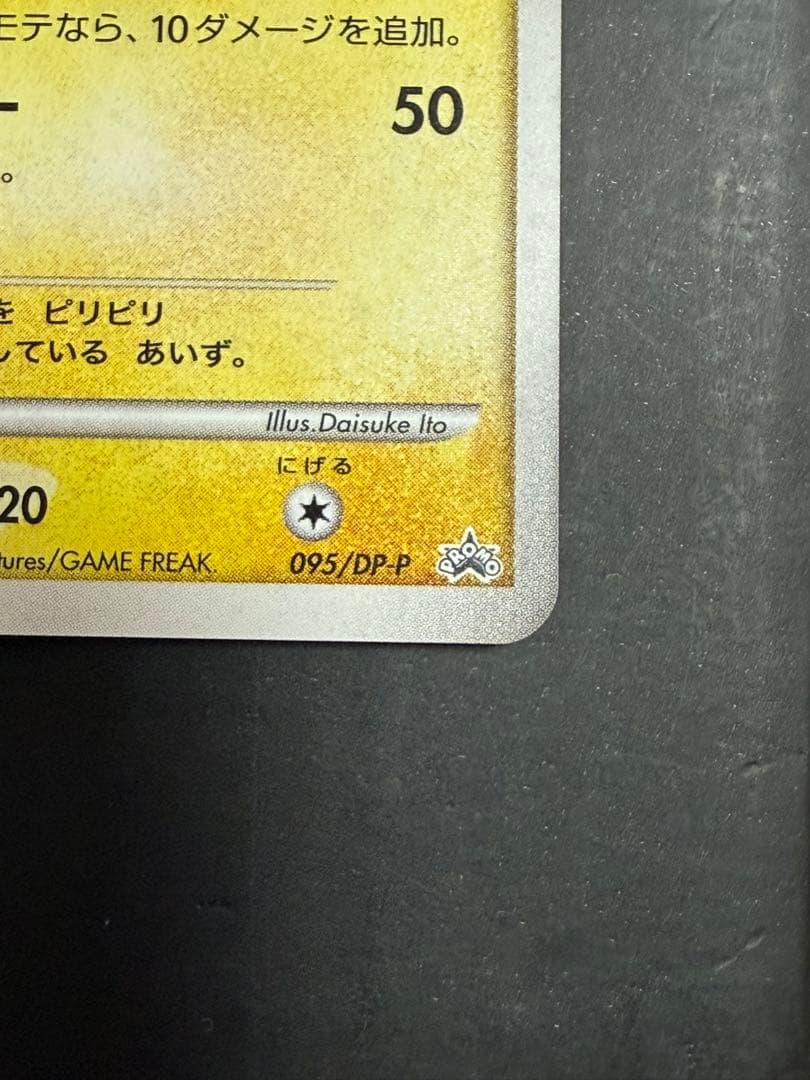 モテなら、10ダメージを追加。
ー 50
。
を ピリピリ
している あいず。
Illus.Daisuke Ito
にげる
20
tures/GAME FREAK.
095/DP-P PROMO